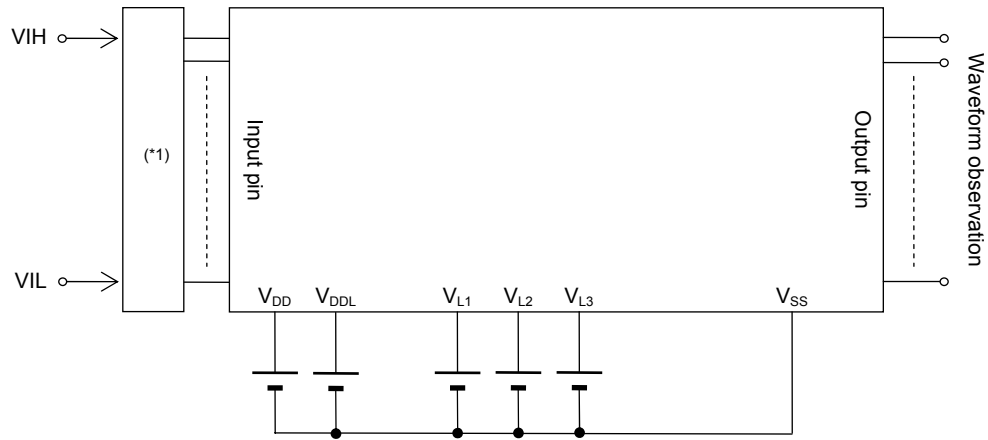 VIH
(*1)
VIL
Input pin
Output pin
Waveform observation
VDD
VDDL
VL1
VL2
VL3
VSS